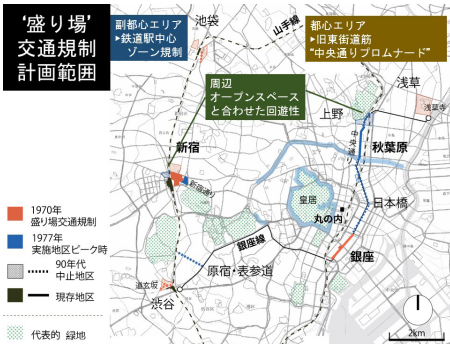 ‘盛り場’
交通規制
計画範囲
副都心エリア
▶鉄道駅中心
ゾーン規制
都心エリア
▶旧東街道筋
“中央通りプロムナード”
周辺
オープンスペース
と合わせた回遊性
池袋
山手線
浅草
浅草寺
上野
中央通
秋葉原
新宿
新宿通り
皇居
丸の内
日本橋
銀座線
銀座
原宿・表参道
道玄坂
渋谷
1970年
盛り場交通規制
1977年
実施地区ピーク時
90年代
中止地区
現存地区
代表的 緑地
2km